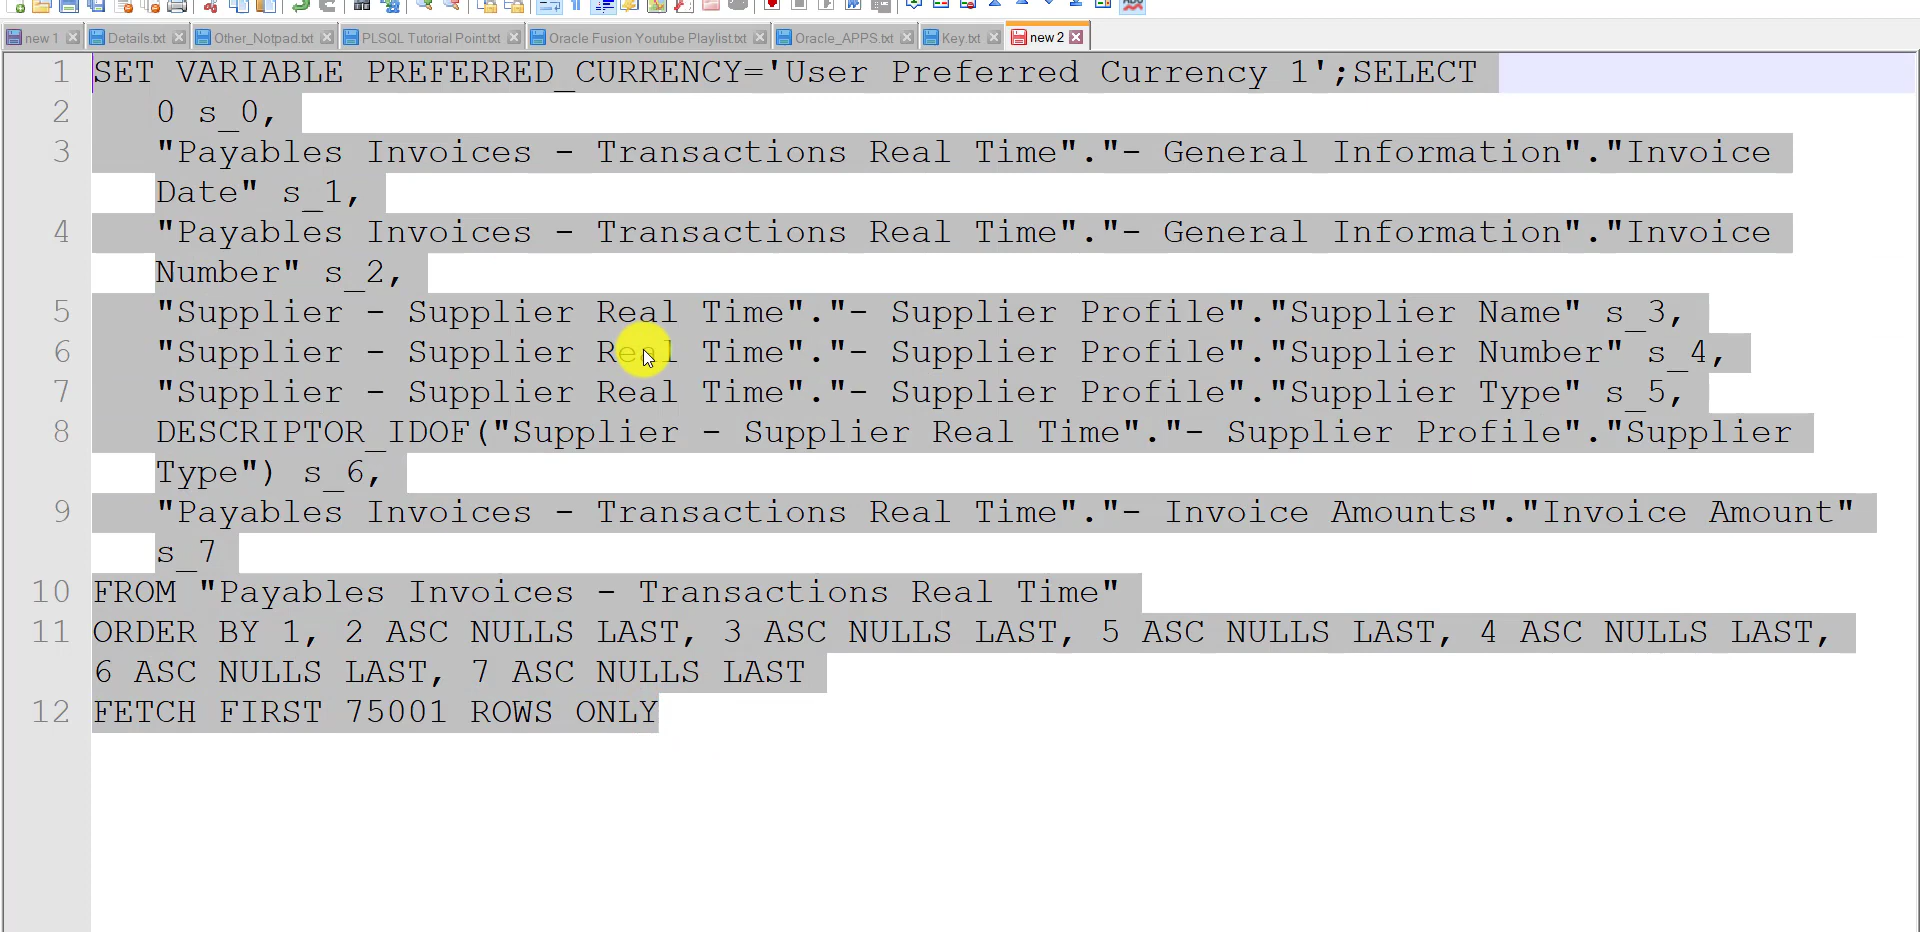 new 1 Details.txt Other_Notpad.txt PLSQL Tutorial Point.txt Oracle Fusion Youtube Playlist.txt Oracle_APPS.txt Key.txt new 2
1 SET VARIABLE PREFERRED_CURRENCY='User Preferred Currency 1';SELECT
2 0 s_0,
3 "Payables Invoices - Transactions Real Time"."- General Information"."Invoice
Date" s_1,
4 "Payables Invoices - Transactions Real Time"."- General Information"."Invoice
Number" s_2,
5 "Supplier - Supplier Real Time"."- Supplier Profile"."Supplier Name" s_3,
6 "Supplier - Supplier Real Time"."- Supplier Profile"."Supplier Number" s_4,
7 "Supplier - Supplier Real Time"."- Supplier Profile"."Supplier Type" s_5,
8 DESCRIPTOR_IDOF("Supplier - Supplier Real Time"."- Supplier Profile"."Supplier
Type") s_6,
9 "Payables Invoices - Transactions Real Time"."- Invoice Amounts"."Invoice Amount"
s_7
10 FROM "Payables Invoices - Transactions Real Time"
11 ORDER BY 1, 2 ASC NULLS LAST, 3 ASC NULLS LAST, 5 ASC NULLS LAST, 4 ASC NULLS LAST,
6 ASC NULLS LAST, 7 ASC NULLS LAST
12 FETCH FIRST 75001 ROWS ONLY